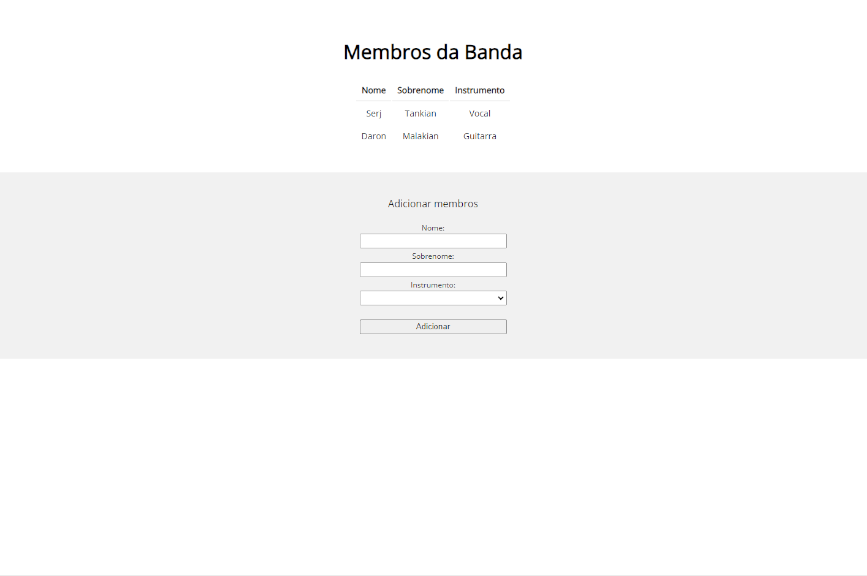 Membros da Banda
Nome Sobrenome Instrumento
Serj Tankian Vocal
Daron Malakian Guitarra
Adicionar membros
Nome:
Sobrenome:
Instrumento:
Adicionar